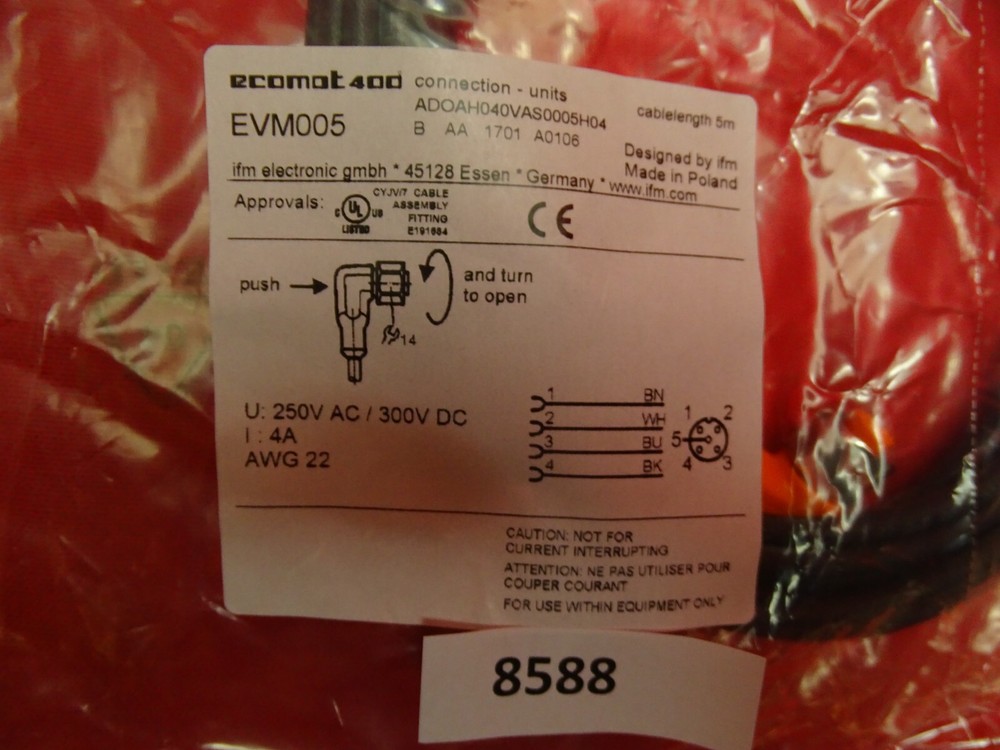 ecomat 400 connection - units
ADOAH040VAS0005H04 cablelength 5m
EVM005 B AA 1701 A0106
Designed by ifm
Made in Poland
ifm electronic gmbh * 45128 Essen * Germany * www.ifm.com
Approvals: C UL US LISTED
CYJV/7 CABLE
ASSEMBLY
FITTING
E191684
CE
push and turn
to open
14
U: 250V AC / 300V DC
I : 4A
AWG 22
1 BN
2 WH
3 BU
4 BK
1 2
5
4 3
CAUTION: NOT FOR
CURRENT INTERRUPTING
ATTENTION: NE PAS UTILISER POUR
COUPER COURANT
FOR USE WITHIN EQUIPMENT ONLY
8588